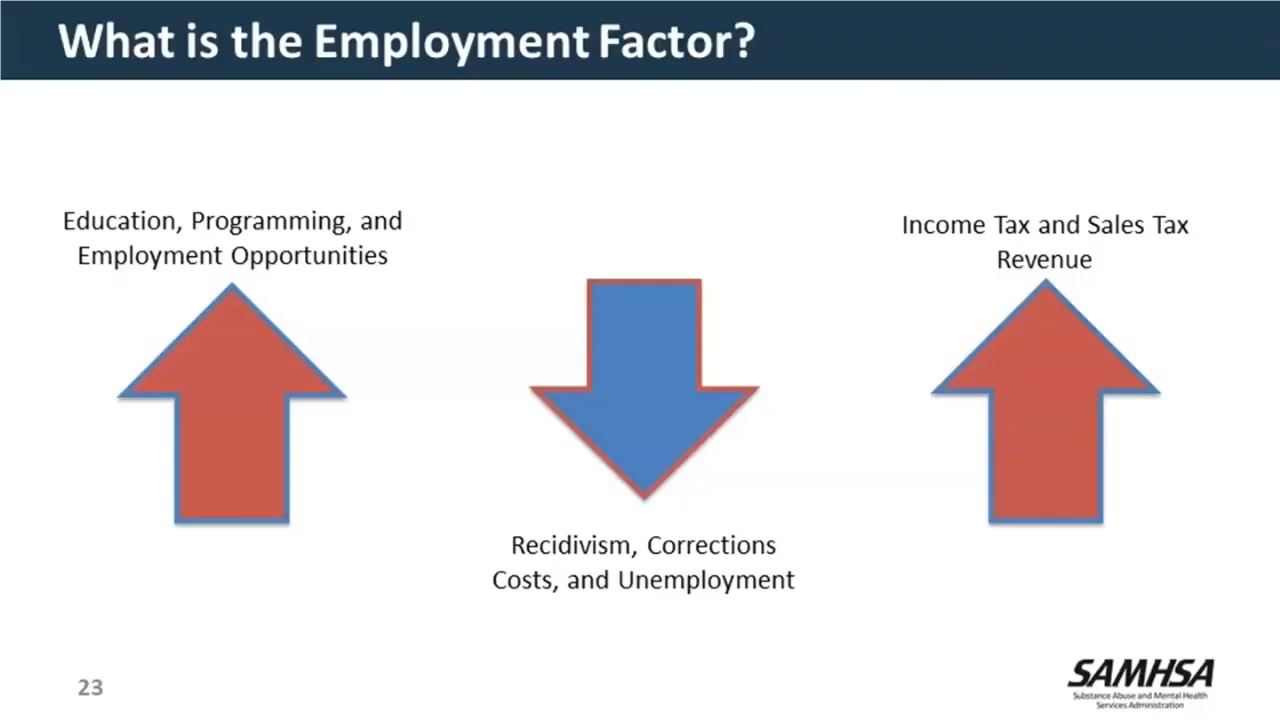 What is the Employment Factor?
Education, Programming, and
Employment Opportunities
Income Tax and Sales Tax
Revenue
Recidivism, Corrections
Costs, and Unemployment
23
SAMHSA
Substance Abuse and Mental Health
Services Administration